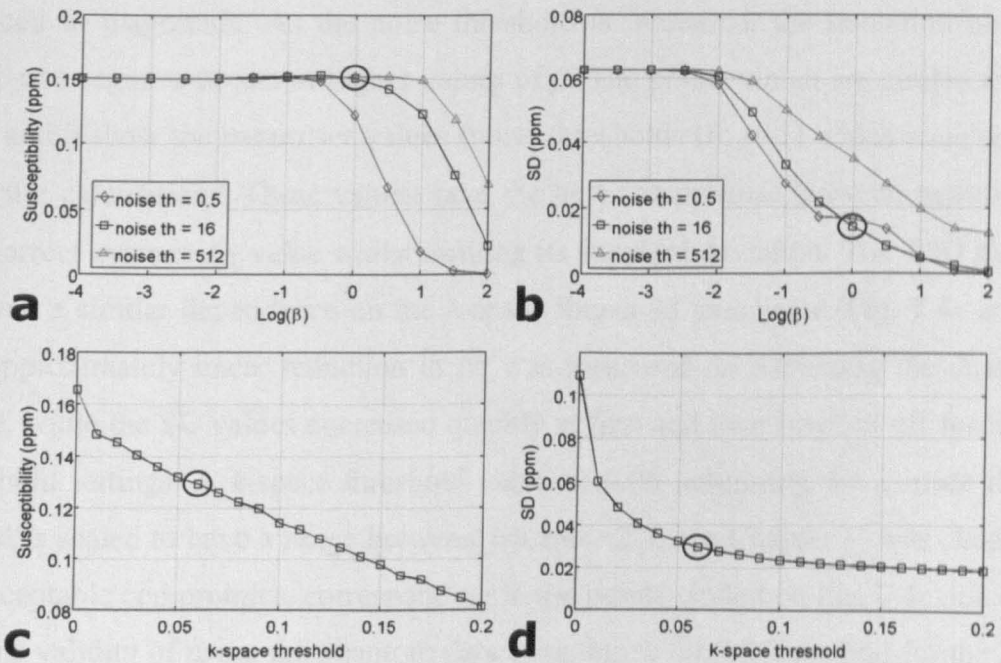 0.2
0.15
0.1
0.05
0
Susceptibility (ppm)
noise th = 0.5
noise th = 16
noise th = 512
-4 -3 -2 -1 0 1 2
Log(β)
a
0.08
0.06
0.04
0.02
0
SD (ppm)
noise th = 0.5
noise th = 16
noise th = 512
-4 -3 -2 -1 0 1 2
Log(β)
b
0.18
0.16
0.14
0.12
0.1
0.08
Susceptibility (ppm)
0 0.05 0.1 0.15 0.2
k-space threshold
c
0.1
0.08
0.06
0.04
0.02
0
SD (ppm)
0 0.05 0.1 0.15 0.2
k-space threshold
d